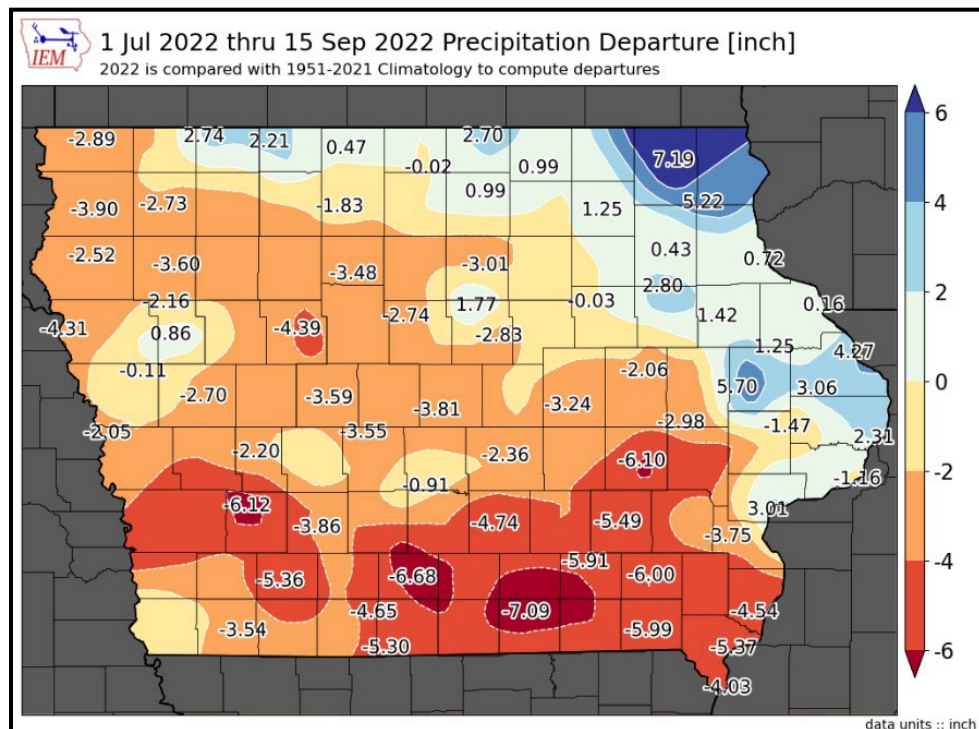 IEM
1 Jul 2022 thru 15 Sep 2022 Precipitation Departure [inch]
2022 is compared with 1951-2021 Climatology to compute departures
-2.89 2.74 2.21 0.47 2.70
-0.02 0.99 7.19
0.99
-3.90 -2.73 -1.83 1.25 5.22
-2.52 -3.60 -3.48 -3.01 0.43 0.72
2.80
-2.16 1.77 -0.03 0.16
-4.31 0.86 -4.39 -2.74 -2.83 1.42
1.25 4.27
-0.11 -2.06
-2.70 -3.59 -3.81 -3.24 5.70 3.06
-2.05 -3.55 -2.98 -1.47 2.31
-2.20 -2.36 -6.10
-0.91 -1.16
-6.12 -3.86 -4.74 -5.49 3.01
-3.75
-5.36 -6.68 -5.91 -6.00
-3.54 -4.65 -7.09 -5.99 -4.54
-5.30 -5.37
-4.03
6
4
2
0
-2
-4
-6
data units :: inch